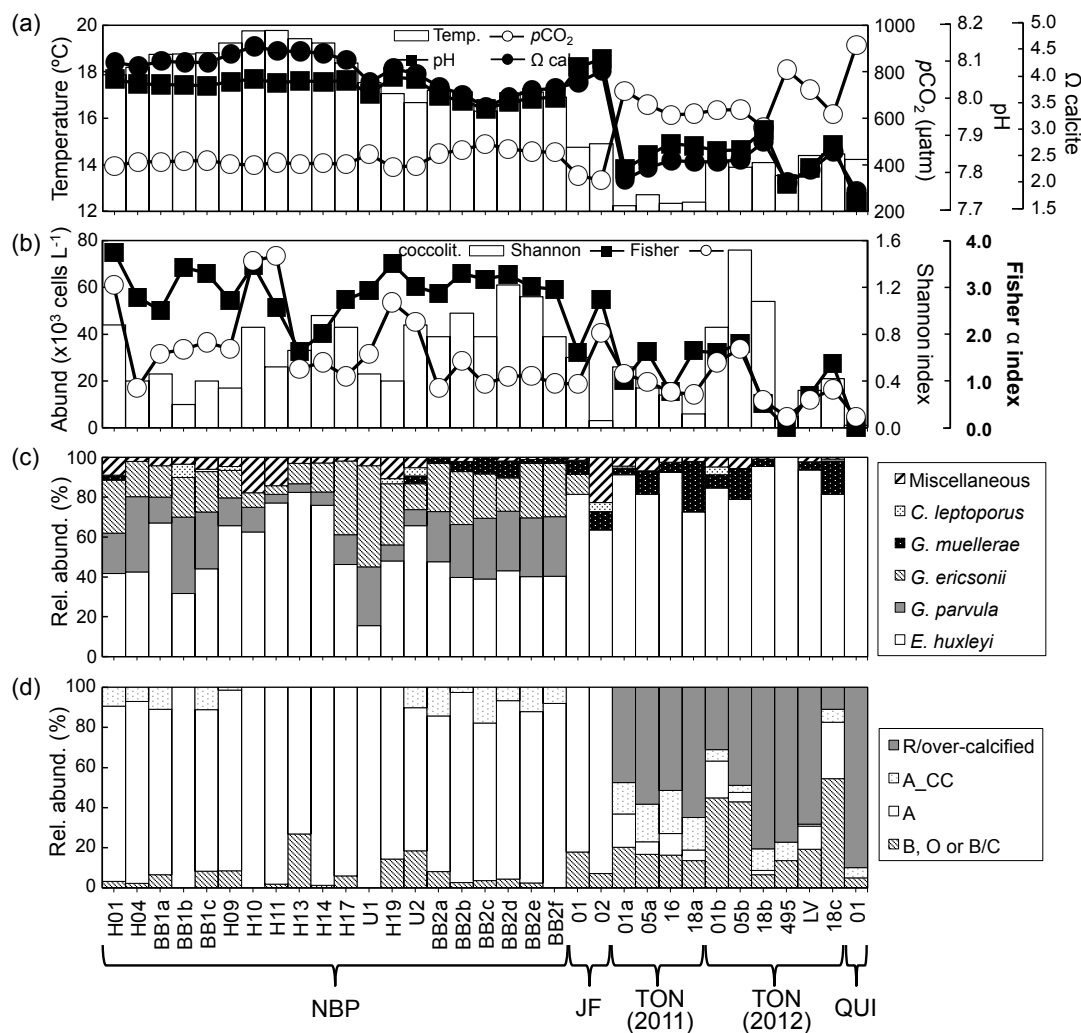 (a)
Temperature (ºC)
20
18
16
14
12
Temp.
pCO2
pH
Ω cal
1000
800
600
400
200
pCO2 (μatm)
8.2
8.1
8.0
7.9
7.8
7.7
pH
5.0
4.5
4.0
3.5
3.0
2.5
2.0
1.5
Ω calcite
(b)
Abund (x10³ cells L-1)
80
60
40
20
0
coccolit.
Shannon
Fisher
1.6
1.2
0.8
0.4
0.0
Shannon index
4.0
3.0
2.0
1.0
0.0
Fisher α index
(c)
Rel. abund. (%)
100
80
60
40
20
0
Miscellaneous
C. leptoporus
G. muellerae
G. ericsonii
G. parvula
E. huxleyi
(d)
Rel. abund. (%)
100
80
60
40
20
0
R/over-calcified
A_CC
A
B, O or B/C
H01
H04
BB1a
BB1b
BB1c
H09
H10
H11
H13
H14
H17
U1
H19
U2
BB2a
BB2b
BB2c
BB2d
BB2e
BB2f
01
02
01a
05a
16
18a
01b
05b
18b
495
LV
18c
01
NBP
JF
TON
(2011)
TON
(2012)
QUI